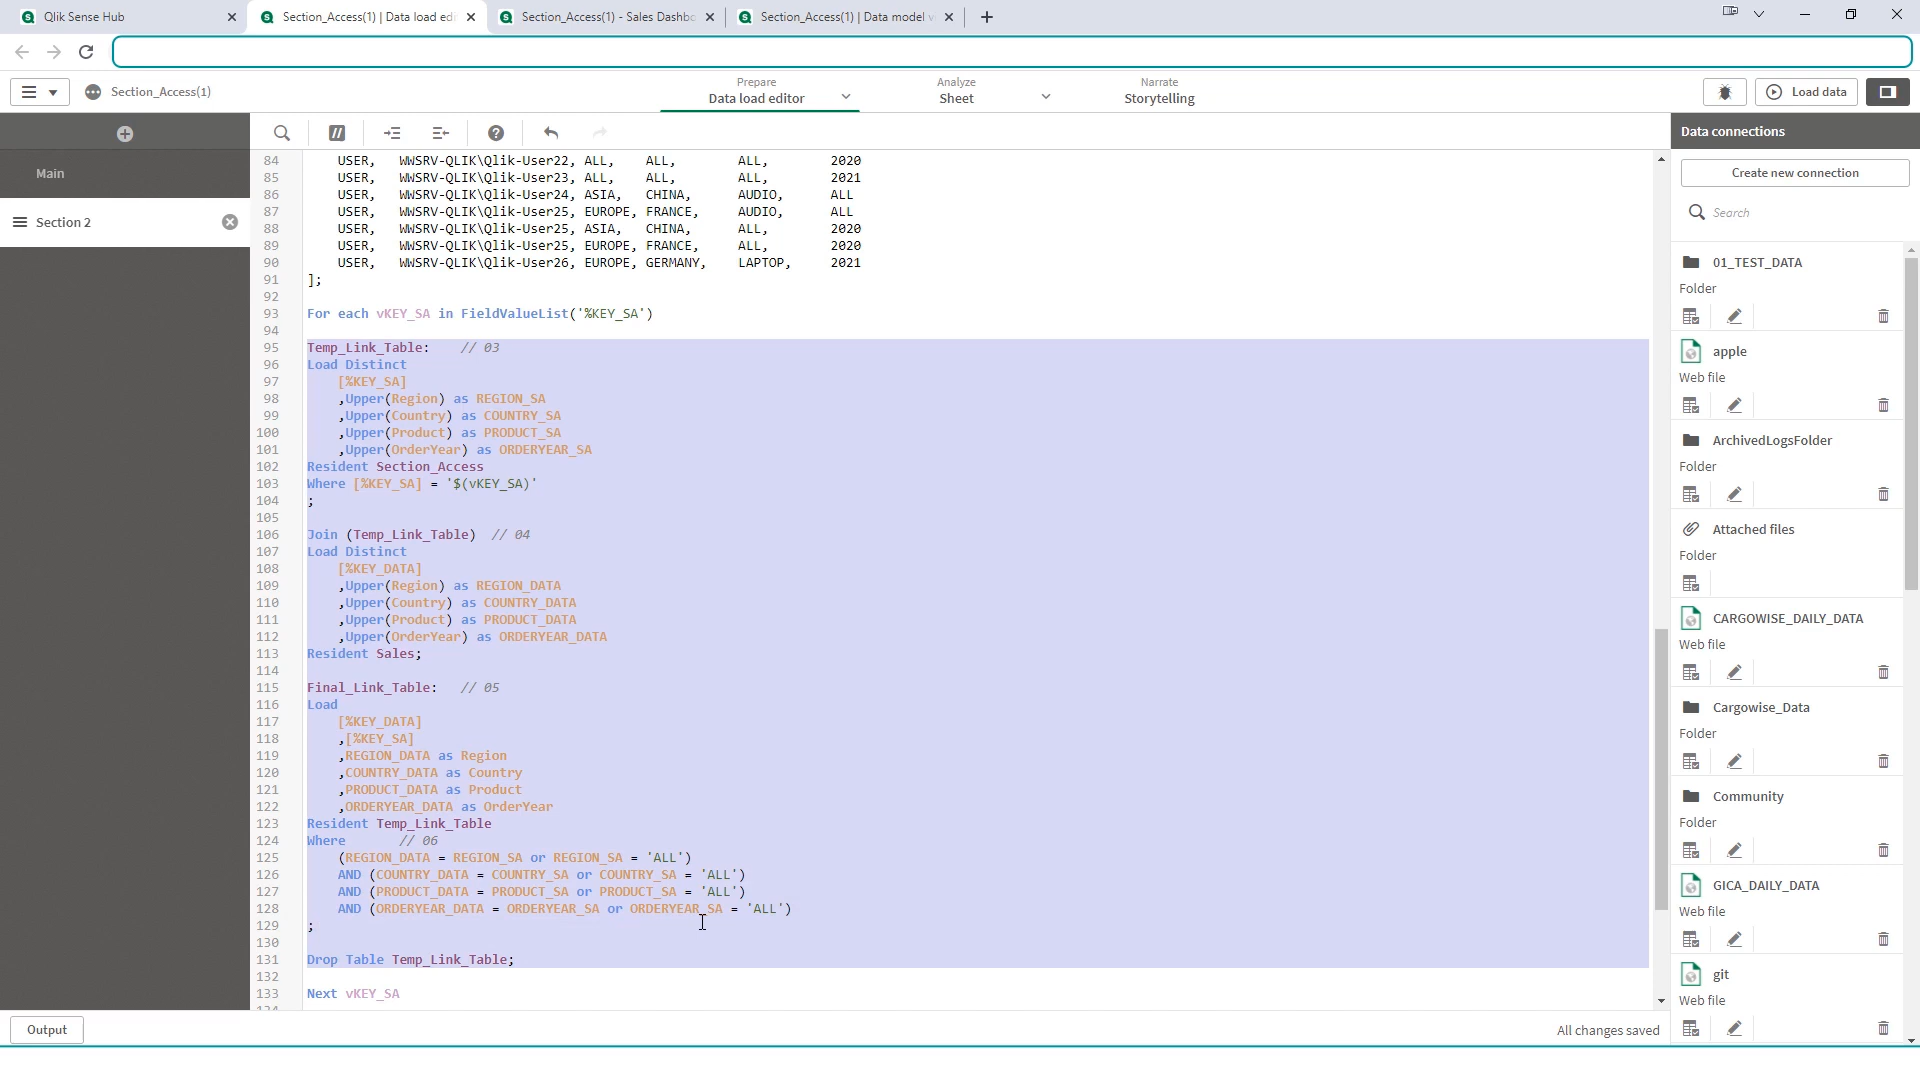 Qlik Sense Hub
Section_Access(1) | Data load edi
Section_Access(1) - Sales Dashbo
Section_Access(1) | Data model v
Section_Access(1)
Prepare
Data load editor
Analyze
Sheet
Narrate
Storytelling
Load data
Main
Section 2
84 USER, WWSRV-QLIK\Qlik-User22, ALL, ALL, ALL, 2020
85 USER, WWSRV-QLIK\Qlik-User23, ALL, ALL, ALL, 2021
86 USER, WWSRV-QLIK\Qlik-User24, ASIA, CHINA, AUDIO, ALL
87 USER, WWSRV-QLIK\Qlik-User25, EUROPE, FRANCE, AUDIO, ALL
88 USER, WWSRV-QLIK\Qlik-User25, ASIA, CHINA, ALL, 2020
89 USER, WWSRV-QLIK\Qlik-User25, EUROPE, FRANCE, ALL, 2020
90 USER, WWSRV-QLIK\Qlik-User26, EUROPE, GERMANY, LAPTOP, 2021
91 ];
92
93 For each vKEY_SA in FieldValueList('%KEY_SA')
94
95 Temp_Link_Table: // 03
96 Load Distinct
97 [%KEY_SA]
98 ,Upper(Region) as REGION_SA
99 ,Upper(Country) as COUNTRY_SA
100 ,Upper(Product) as PRODUCT_SA
101 ,Upper(OrderYear) as ORDERYEAR_SA
102 Resident Section_Access
103 Where [%KEY_SA] = '$(vKEY_SA)'
104 ;
105
106 Join (Temp_Link_Table) // 04
107 Load Distinct
108 [%KEY_DATA]
109 ,Upper(Region) as REGION_DATA
110 ,Upper(Country) as COUNTRY_DATA
111 ,Upper(Product) as PRODUCT_DATA
112 ,Upper(OrderYear) as ORDERYEAR_DATA
113 Resident Sales;
114
115 Final_Link_Table: // 05
116 Load
117 [%KEY_DATA]
118 ,[%KEY_SA]
119 ,REGION_DATA as Region
120 ,COUNTRY_DATA as Country
121 ,PRODUCT_DATA as Product
122 ,ORDERYEAR_DATA as OrderYear
123 Resident Temp_Link_Table
124 Where // 06
125 (REGION_DATA = REGION_SA or REGION_SA = 'ALL')
126 AND (COUNTRY_DATA = COUNTRY_SA or COUNTRY_SA = 'ALL')
127 AND (PRODUCT_DATA = PRODUCT_SA or PRODUCT_SA = 'ALL')
128 AND (ORDERYEAR_DATA = ORDERYEAR_SA or ORDERYEAR_SA = 'ALL')
129 ;
130
131 Drop Table Temp_Link_Table;
132
133 Next vKEY_SA
Data connections
Create new connection
Search
01_TEST_DATA
Folder
apple
Web file
ArchivedLogsFolder
Folder
Attached files
Folder
CARGOWISE_DAILY_DATA
Web file
Cargowise_Data
Folder
Community
Folder
GICA_DAILY_DATA
Web file
git
Web file
Output
All changes saved